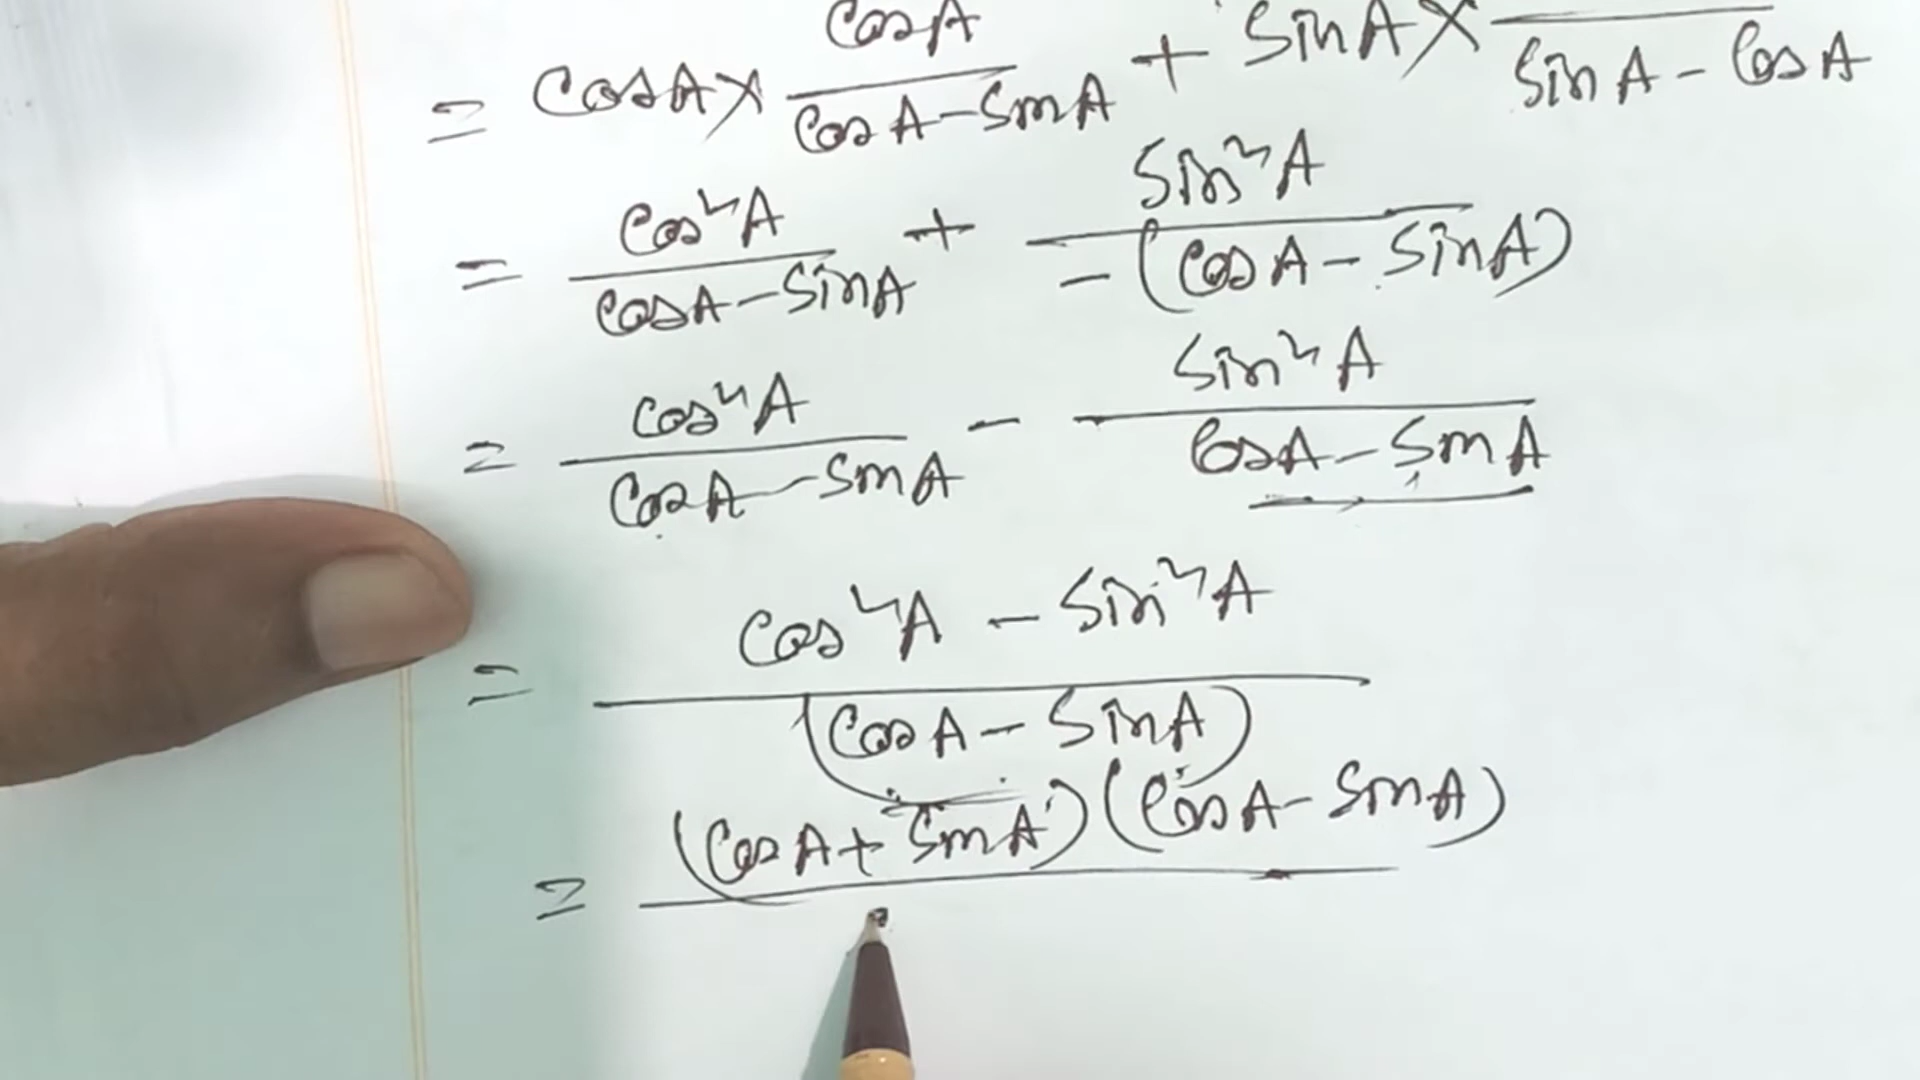 = cosA × cosA / cosA - sinA + sinA × / sinA - cosA
= cos²A / cosA - sinA + sin²A / -(cosA - sinA)
= cos²A / cosA - sinA - sin²A / cosA - sinA
= cos²A - sin²A / (cosA - sinA)
= (cosA + sinA)(cosA - sinA)